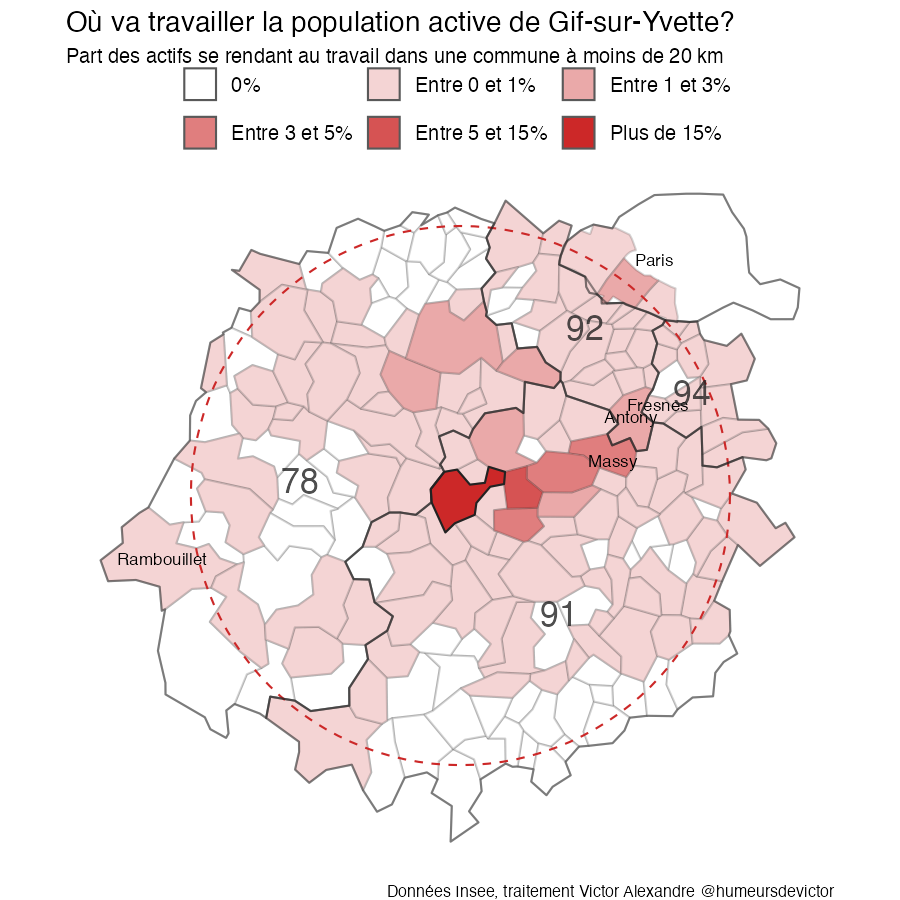 Où va travailler la population active de Gif-sur-Yvette?
Part des actifs se rendant au travail dans une commune à moins de 20 km
0% Entre 0 et 1% Entre 1 et 3%
Entre 3 et 5% Entre 5 et 15% Plus de 15%
Paris
92
94
Fresnes
Antony
Massy
78
Rambouillet
91
Données Insee, traitement Victor Alexandre @humeursdevictor